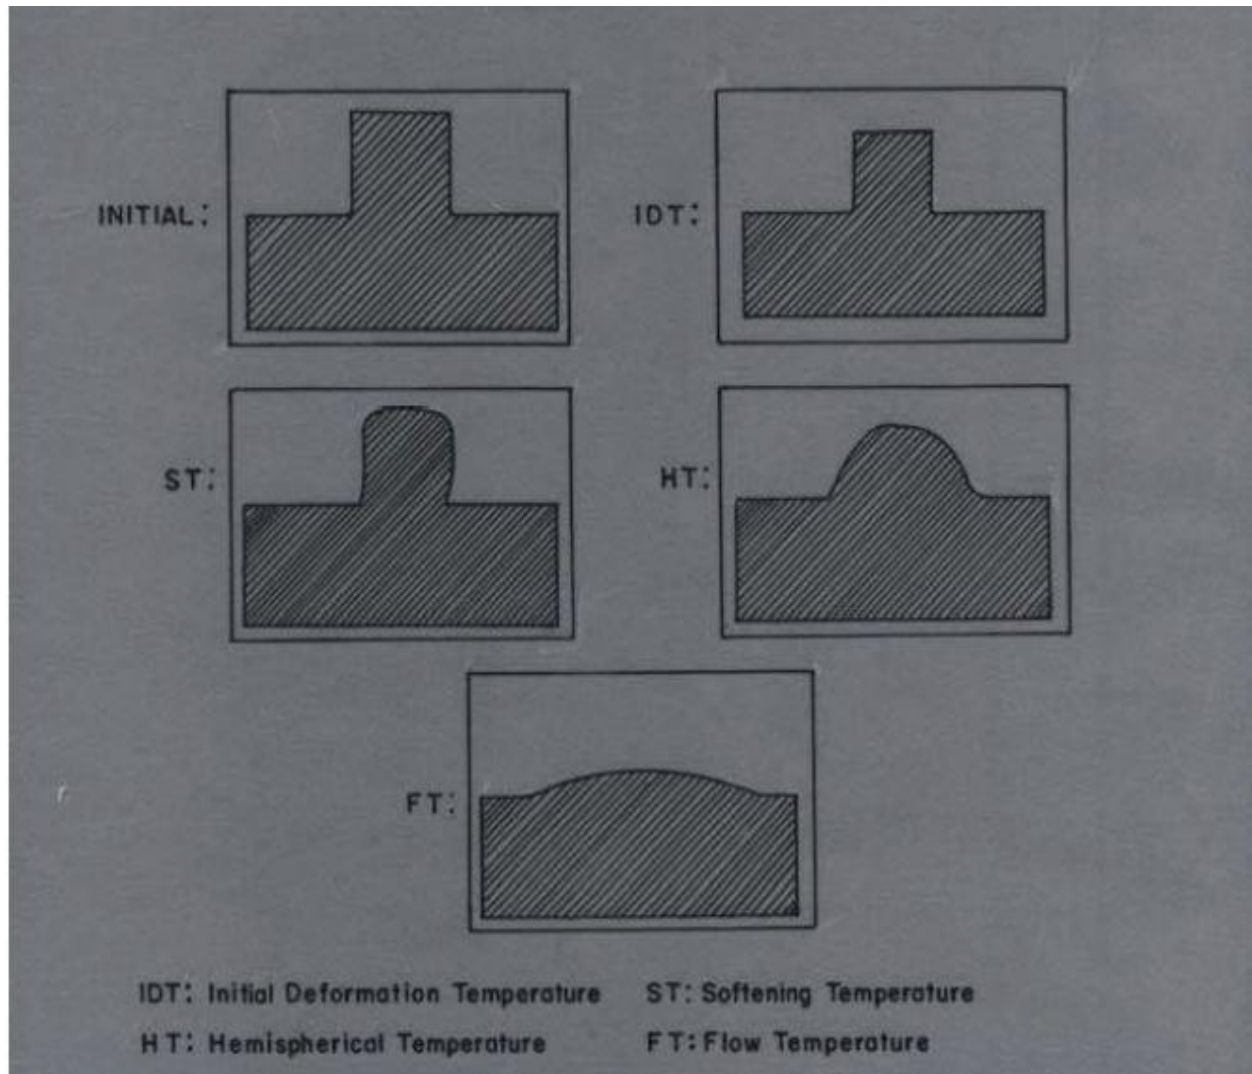 INITIAL:
IDT:
ST:
HT:
FT:
IDT: Initial Deformation Temperature
ST: Softening Temperature
HT: Hemispherical Temperature
FT: Flow Temperature